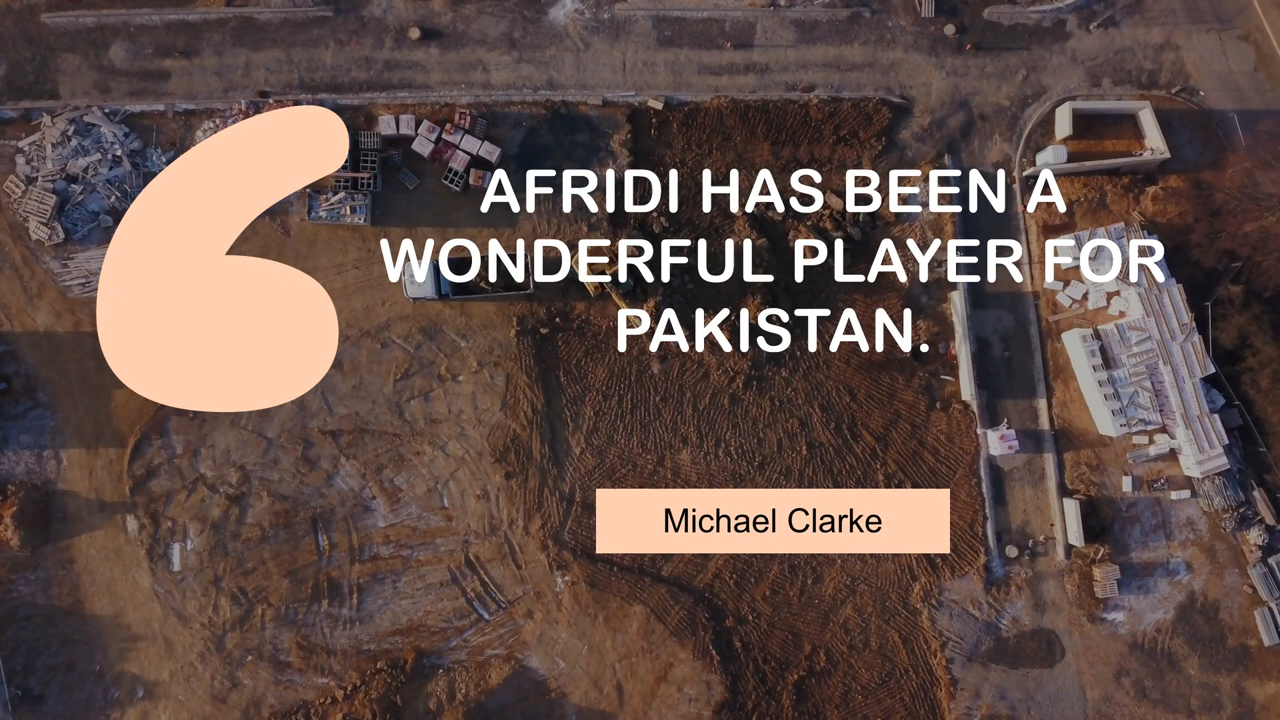 AFRIDI HAS BEEN A
WONDERFUL PLAYER FOR
PAKISTAN.
Michael Clarke